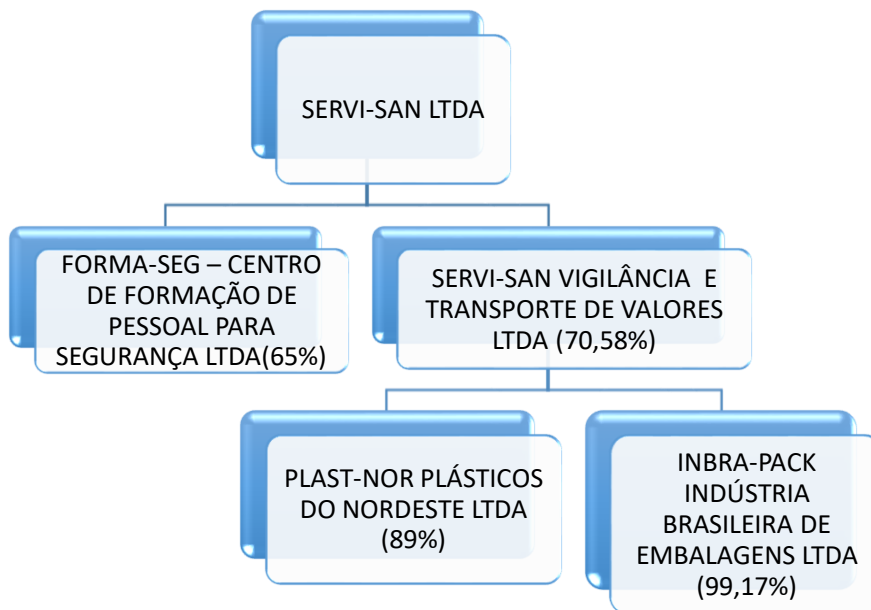 SERVI-SAN LTDA
FORMA-SEG – CENTRO
DE FORMAÇÃO DE
PESSOAL PARA
SEGURANÇA LTDA(65%)
SERVI-SAN VIGILÂNCIA E
TRANSPORTE DE VALORES
LTDA (70,58%)
PLAST-NOR PLÁSTICOS
DO NORDESTE LTDA
(89%)
INBRA-PACK
INDÚSTRIA
BRASILEIRA DE
EMBALAGENS LTDA
(99,17%)